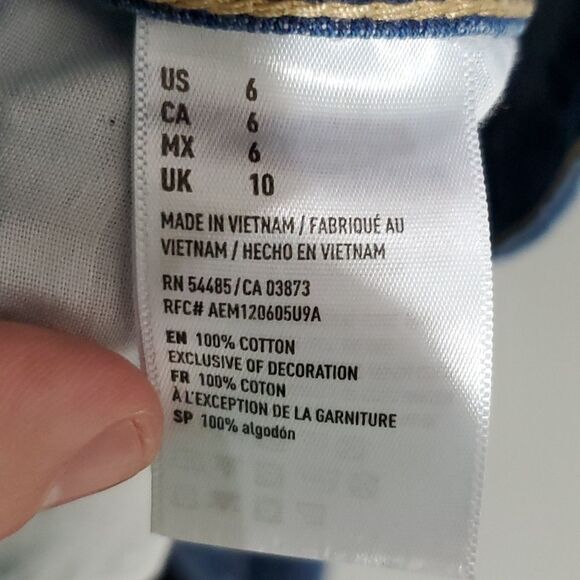 US 6
CA 6
MX 6
UK 10
MADE IN VIETNAM / FABRIQUÉ AU
VIETNAM / HECHO EN VIETNAM
RN 54485 / CA 03873
RFC# AEM120605U9A
EN 100% COTTON
EXCLUSIVE OF DECORATION
FR 100% COTON
À L'EXCEPTION DE LA GARNITURE
SP 100% algodón